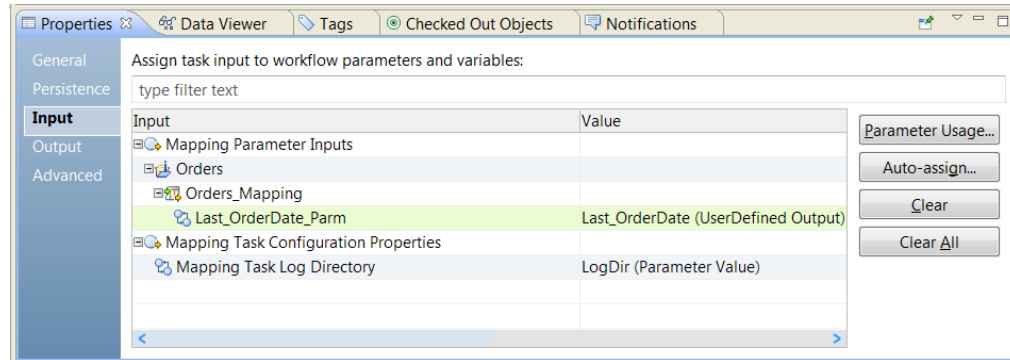 Properties Data Viewer Tags Checked Out Objects Notifications
General
Persistence
Input
Output
Advanced
Assign task input to workflow parameters and variables:
type filter text
Input Value
Mapping Parameter Inputs
Orders
Orders_Mapping
Last_OrderDate_Parm Last_OrderDate (UserDefined Output)
Mapping Task Configuration Properties
Mapping Task Log Directory LogDir (Parameter Value)
Parameter Usage...
Auto-assign...
Clear
Clear All